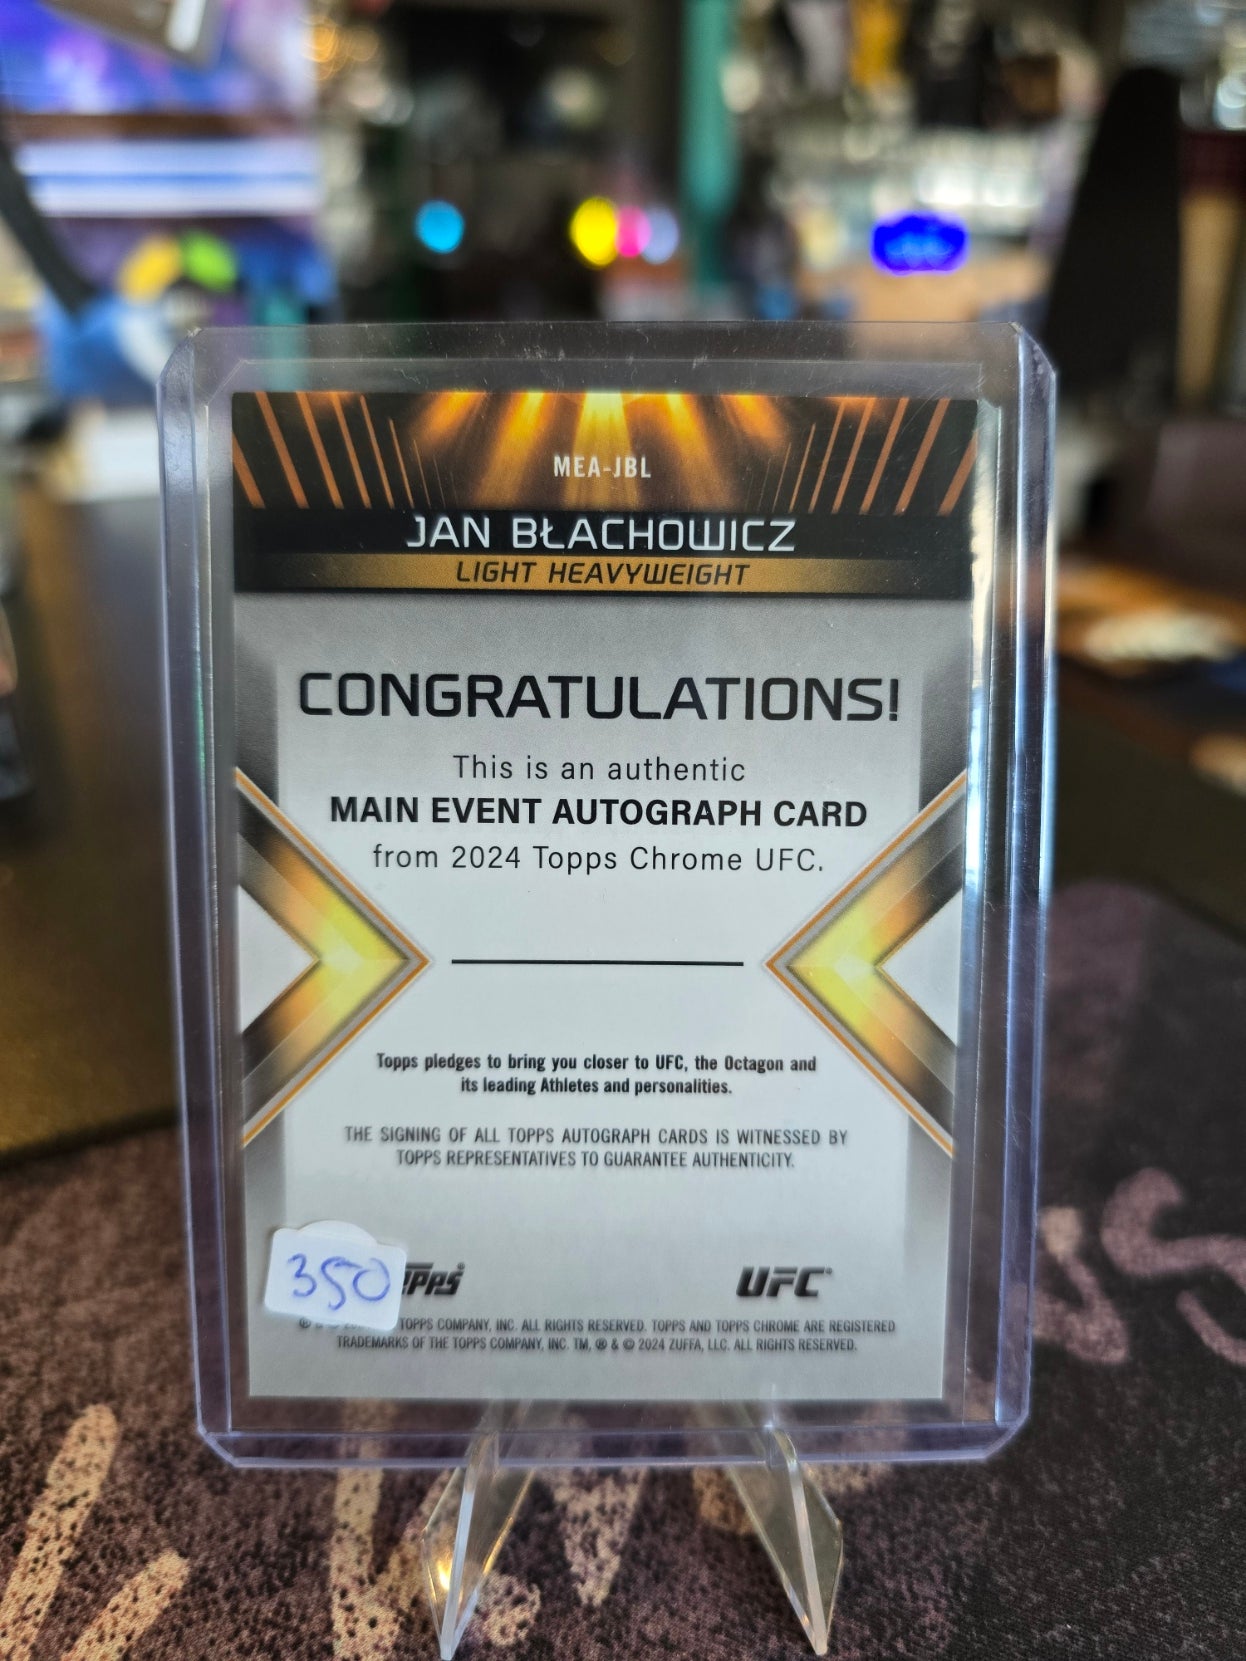 MEA-JBL
JAN BŁACHOWICZ
LIGHT HEAVYWEIGHT
CONGRATULATIONS!
This is an authentic
MAIN EVENT AUTOGRAPH CARD
from 2024 Topps Chrome UFC.
Topps pledges to bring you closer to UFC, the Octagon and
its leading Athletes and personalities.
THE SIGNING OF ALL TOPPS AUTOGRAPH CARDS IS WITNESSED BY
TOPPS REPRESENTATIVES TO GUARANTEE AUTHENTICITY.
350
UFC
TOPPS COMPANY, INC. ALL RIGHTS RESERVED. TOPPS AND TOPPS CHROME ARE REGISTERED
TRADEMARKS OF THE TOPPS COMPANY, INC. TM, ® & © 2024 ZUFFA, LLC. ALL RIGHTS RESERVED.